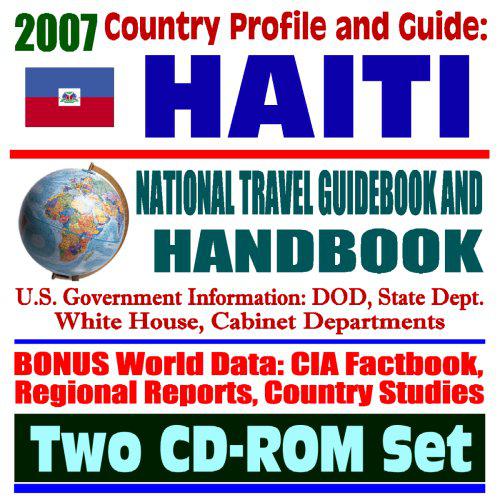 2007 Country Profile and Guide:
HAITI
NATIONAL TRAVEL GUIDEBOOK AND
HANDBOOK
U.S. Government Information: DOD, State Dept.
White House, Cabinet Departments
BONUS World Data: CIA Factbook,
Regional Reports, Country Studies
Two CD-ROM Set